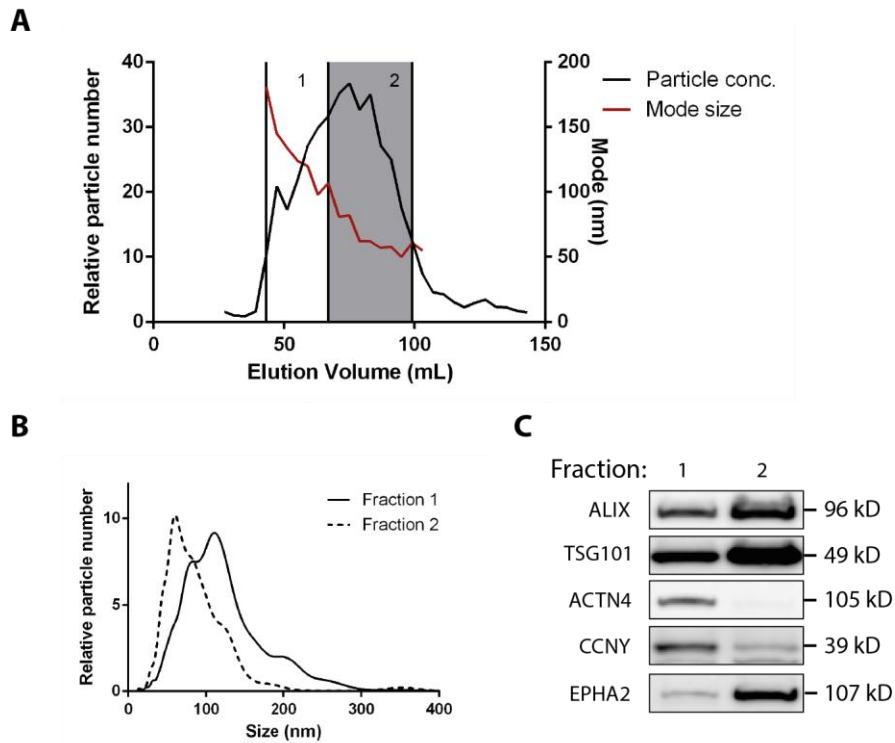 A
40
30
20
10
0
Relative particle number
1
2
200
150
100
50
0
Mode (nm)
Particle conc.
Mode size
0
50
100
150
Elution Volume (mL)
B
10
5
0
Relative particle number
Fraction 1
Fraction 2
0
100
200
300
400
Size (nm)
C
Fraction: 1 2
ALIX 96 kD
TSG101 49 kD
ACTN4 105 kD
CCNY 39 kD
EPHA2 107 kD